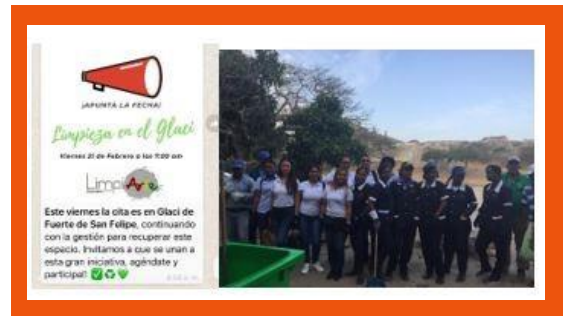 ¡APUNTA LA FECHA!
Limpieza en el Glaci
Viernes 21 de Febrero a las 7:00 am
LimpiArte
Este viernes la cita es en Glaci de
Fuerte de San Felipe, continuando
con la gestión para recuperar este
espacio. Invitamos a que se unan a
esta gran iniciativa, agéndate y
participa!! ✅♻️💚